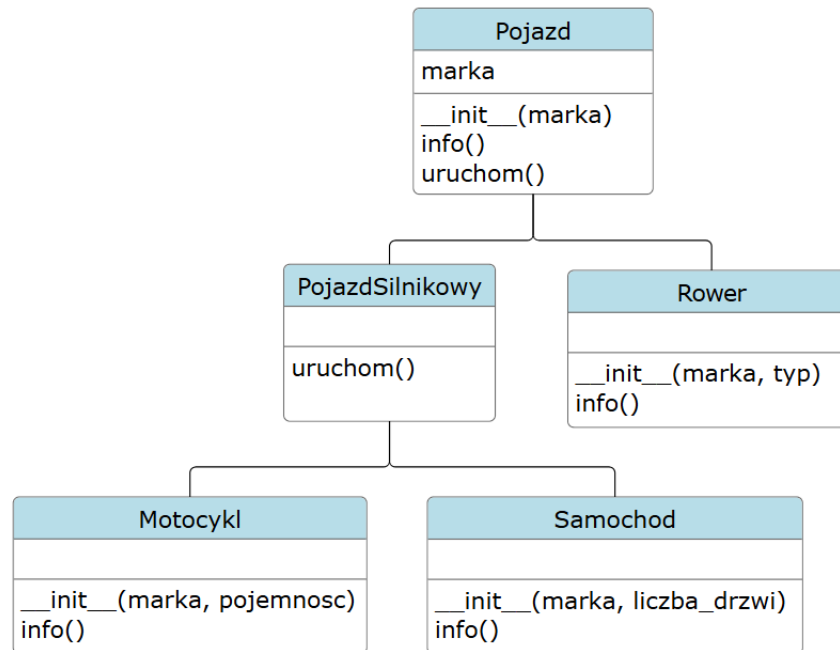 Pojazd
marka
__init__(marka)
info()
uruchom()
PojazdSilnikowy
uruchom()
Rower
__init__(marka, typ)
info()
Motocykl
__init__(marka, pojemnosc)
info()
Samochod
__init__(marka, liczba_drzwi)
info()